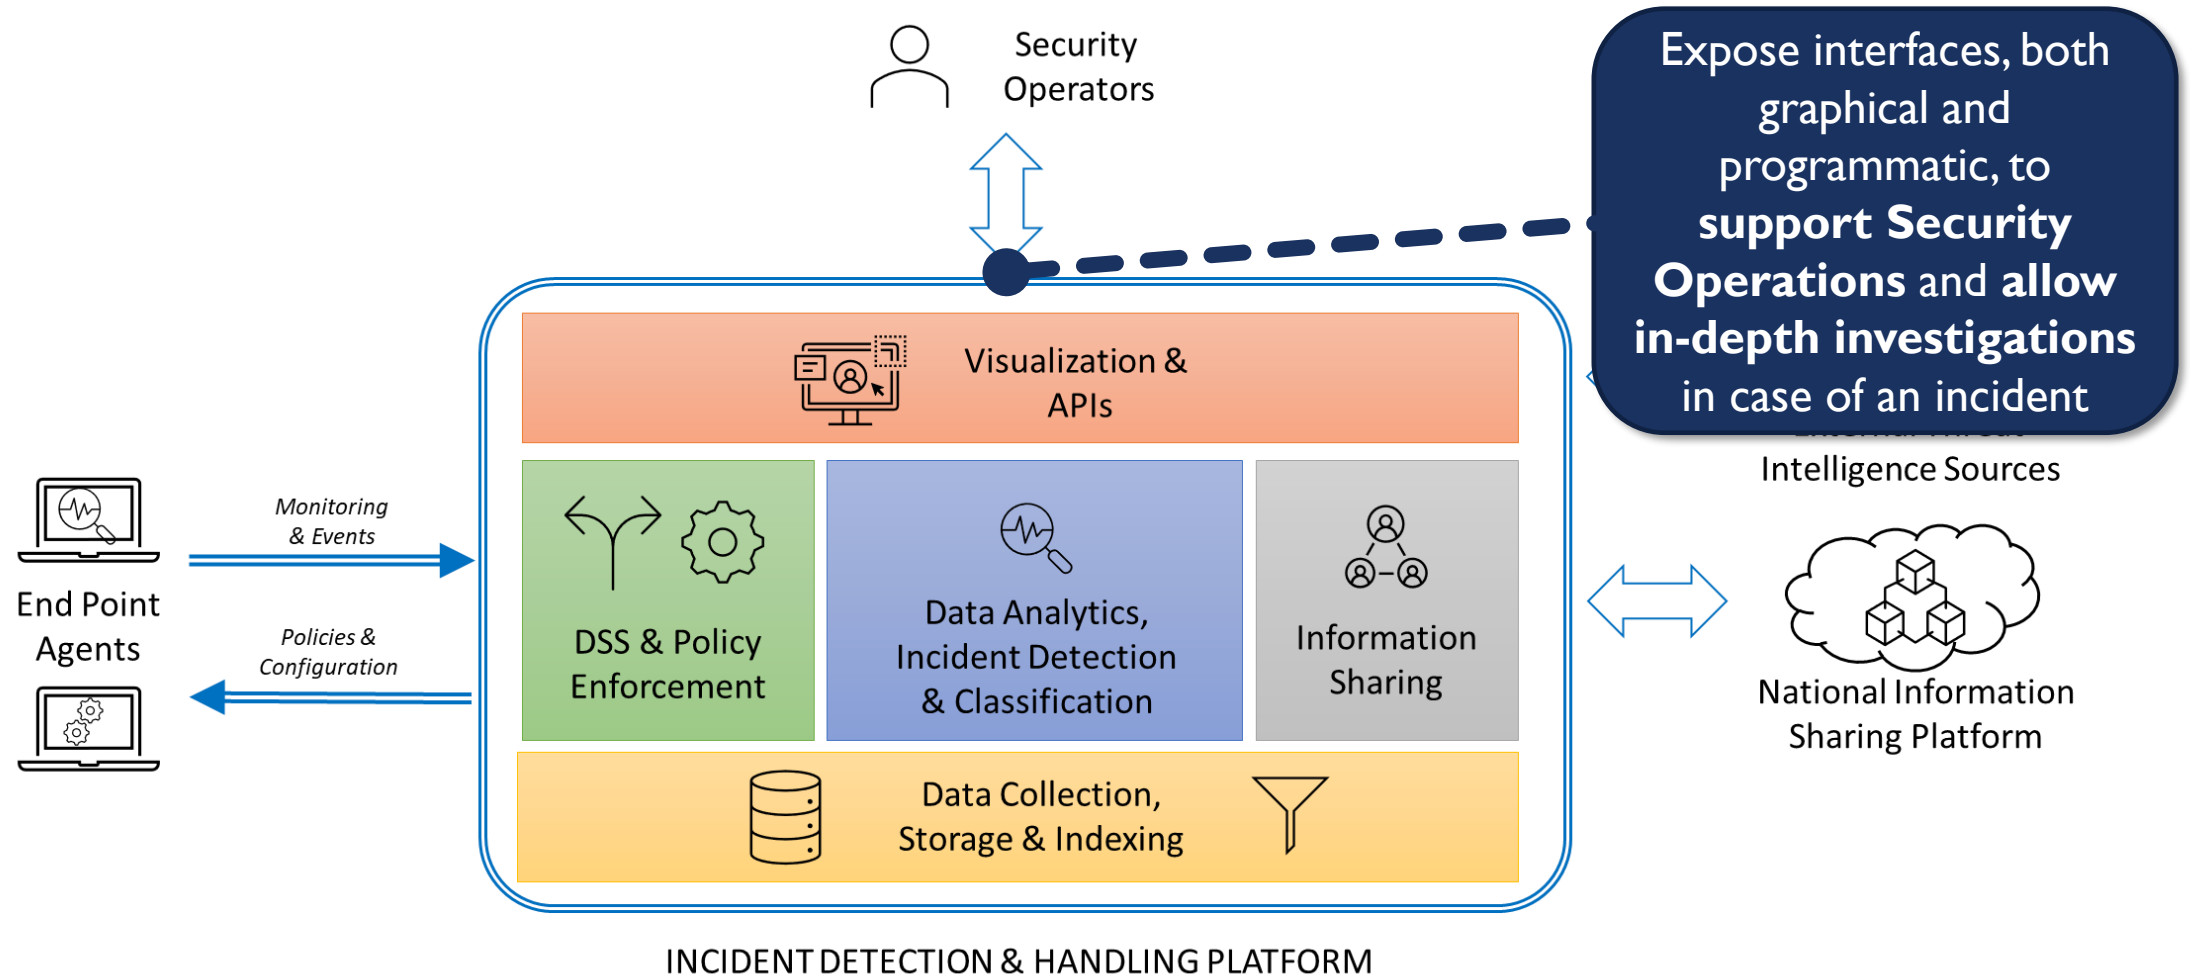 Security
Operators
Expose interfaces, both
graphical and
programmatic, to
support Security
Operations and allow
in-depth investigations
in case of an incident
Visualization &
APIs
Intelligence Sources
Monitoring
& Events
End Point
Agents
Policies &
Configuration
DSS & Policy
Enforcement
Data Analytics,
Incident Detection
& Classification
Information
Sharing
National Information
Sharing Platform
Data Collection,
Storage & Indexing
INCIDENT DETECTION & HANDLING PLATFORM